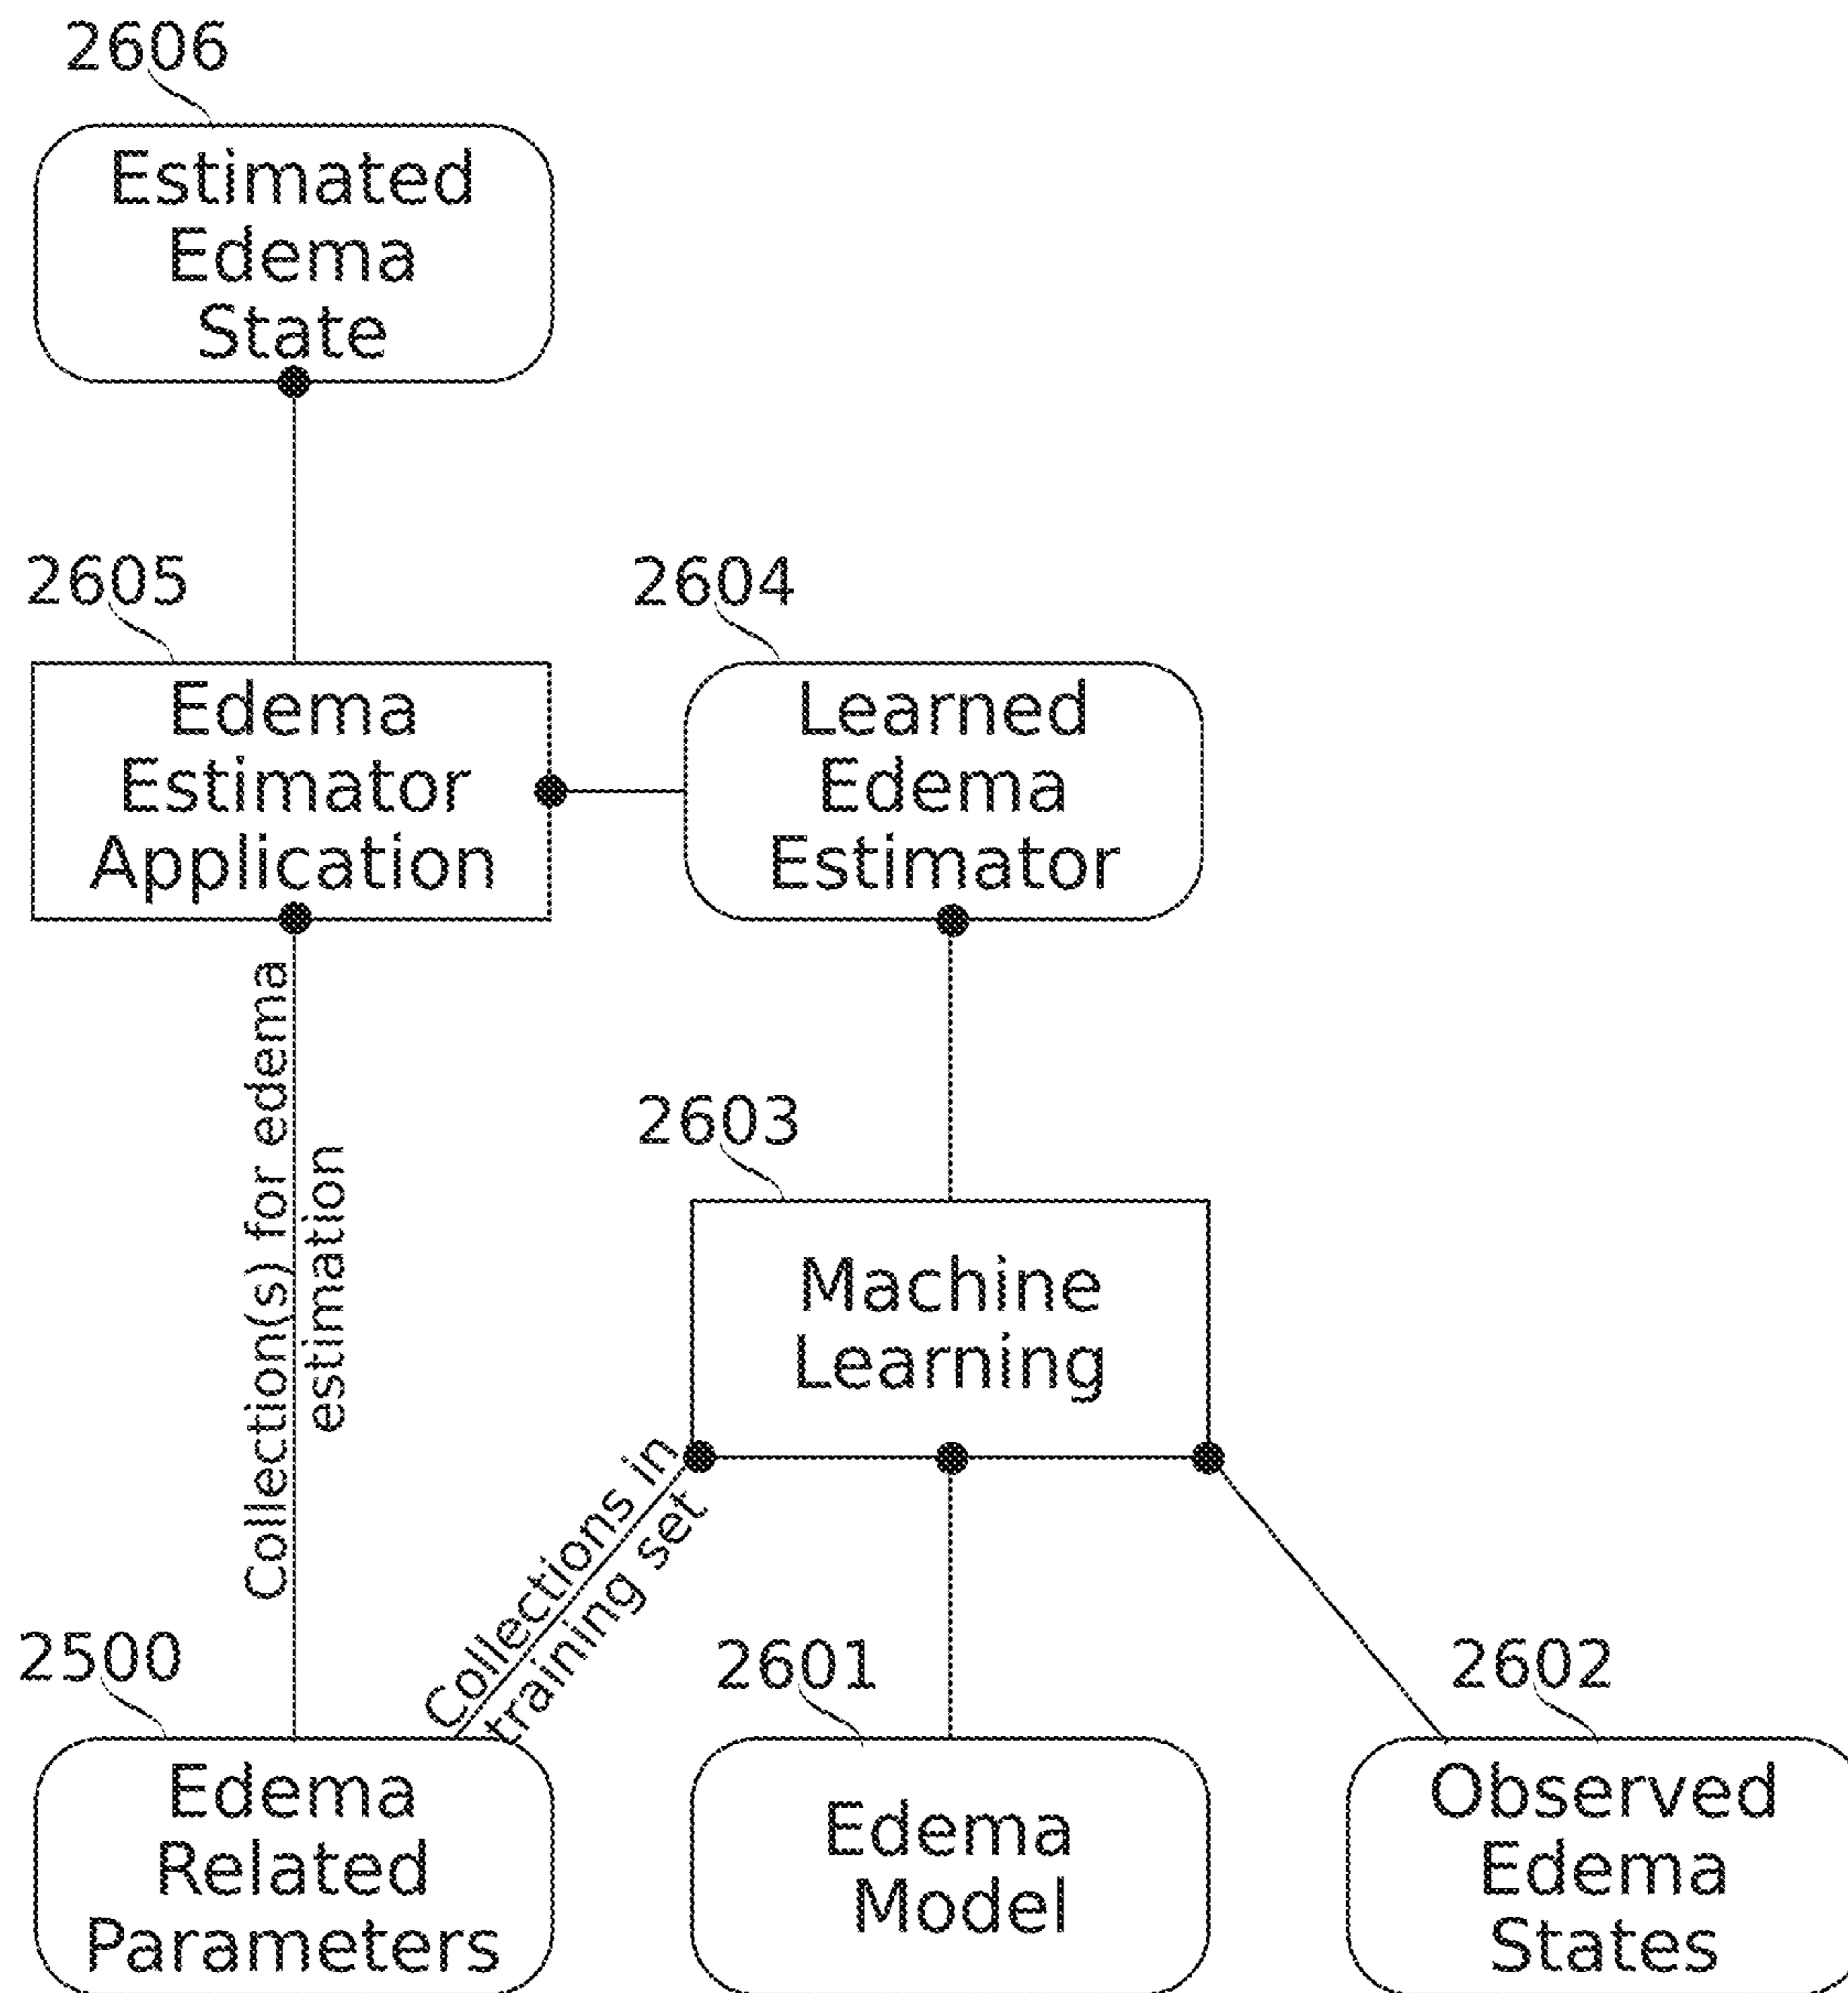 2606
Estimated
Edema
State
2605
Edema
Estimator
Application
2604
Learned
Edema
Estimator
Collection(s) for edema
estimation
2603
Machine
Learning
Collections in
training set
2500
Edema
Related
Parameters
2601
Edema
Model
2602
Observed
Edema
States